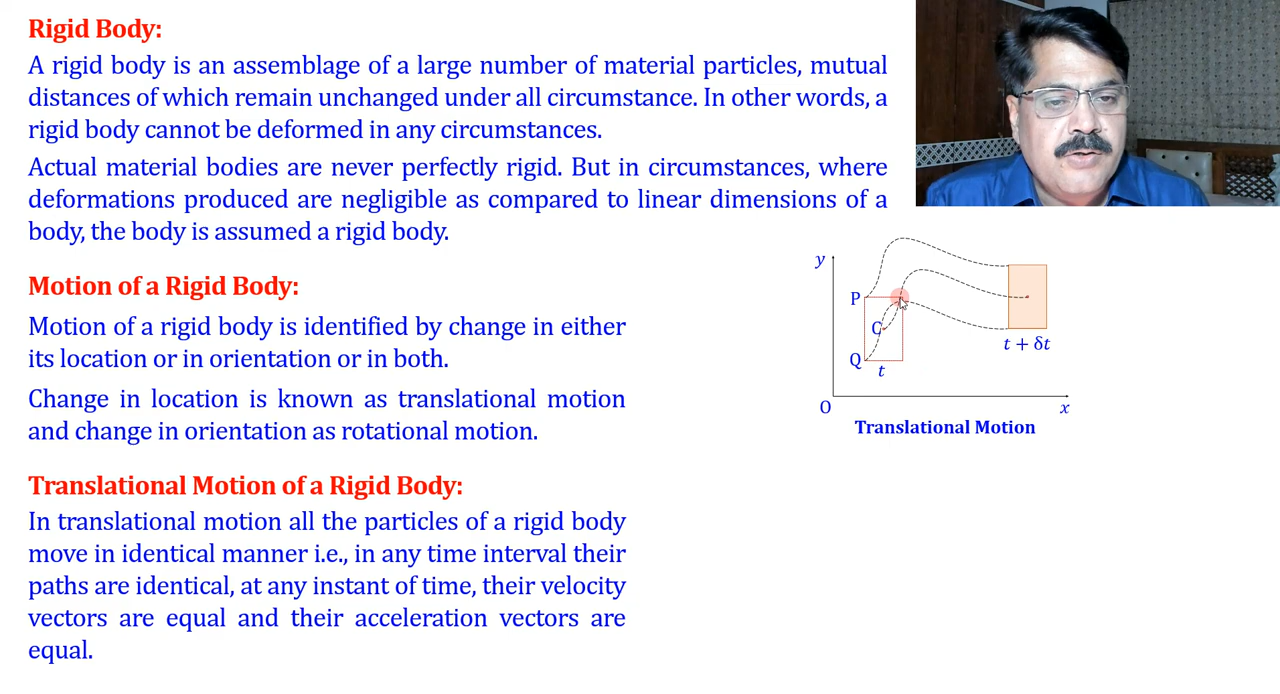 Rigid Body:
A rigid body is an assemblage of a large number of material particles, mutual
distances of which remain unchanged under all circumstance. In other words, a
rigid body cannot be deformed in any circumstances.
Actual material bodies are never perfectly rigid. But in circumstances, where
deformations produced are negligible as compared to linear dimensions of a
body, the body is assumed a rigid body.
Motion of a Rigid Body:
Motion of a rigid body is identified by change in either
its location or in orientation or in both.
Change in location is known as translational motion
and change in orientation as rotational motion.
Translational Motion of a Rigid Body:
In translational motion all the particles of a rigid body
move in identical manner i.e., in any time interval their
paths are identical, at any instant of time, their velocity
vectors are equal and their acceleration vectors are
equal.
y
P
C
Q
t
t + δt
O
x
Translational Motion